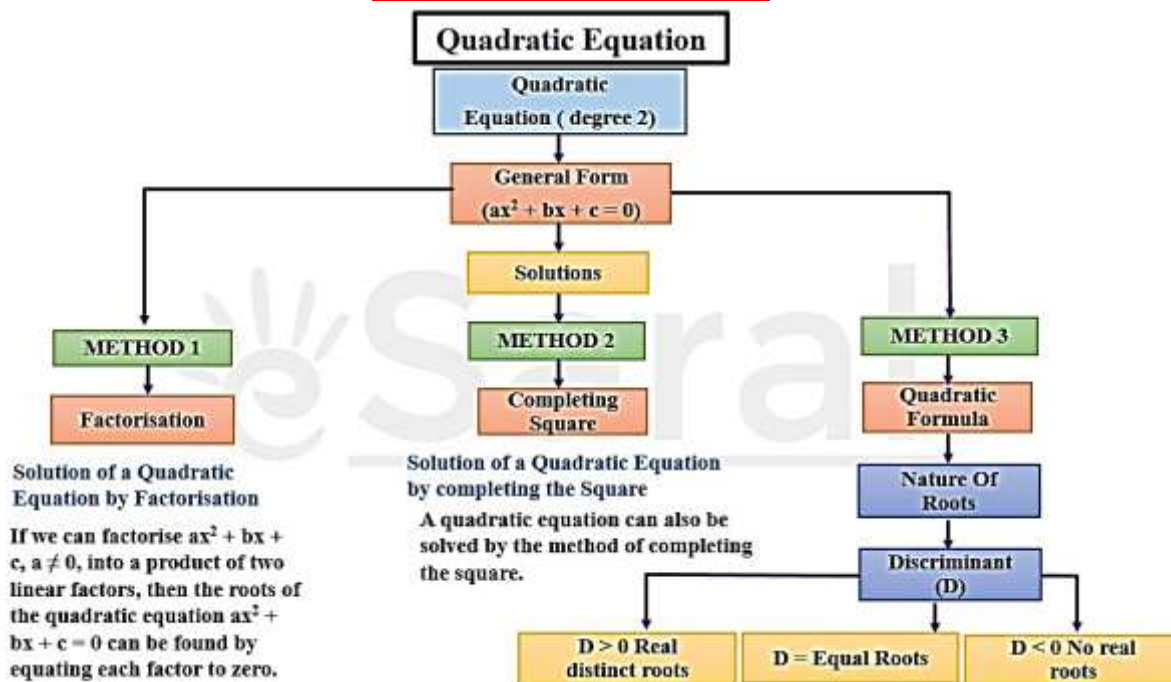 Quadratic Equation
Quadratic
Equation ( degree 2)
General Form
(ax² + bx + c = 0)
Solutions
METHOD 1
METHOD 2
METHOD 3
Factorisation
Completing
Square
Quadratic
Formula
Solution of a Quadratic
Equation by Factorisation
If we can factorise ax² + bx +
c, a ≠ 0, into a product of two
linear factors, then the roots of
the quadratic equation ax² +
bx + c = 0 can be found by
equating each factor to zero.
Solution of a Quadratic Equation
by completing the Square
A quadratic equation can also be
solved by the method of completing
the square.
Nature Of
Roots
Discriminant
(D)
D > 0 Real
distinct roots
D = Equal Roots
D < 0 No real
roots
Saral